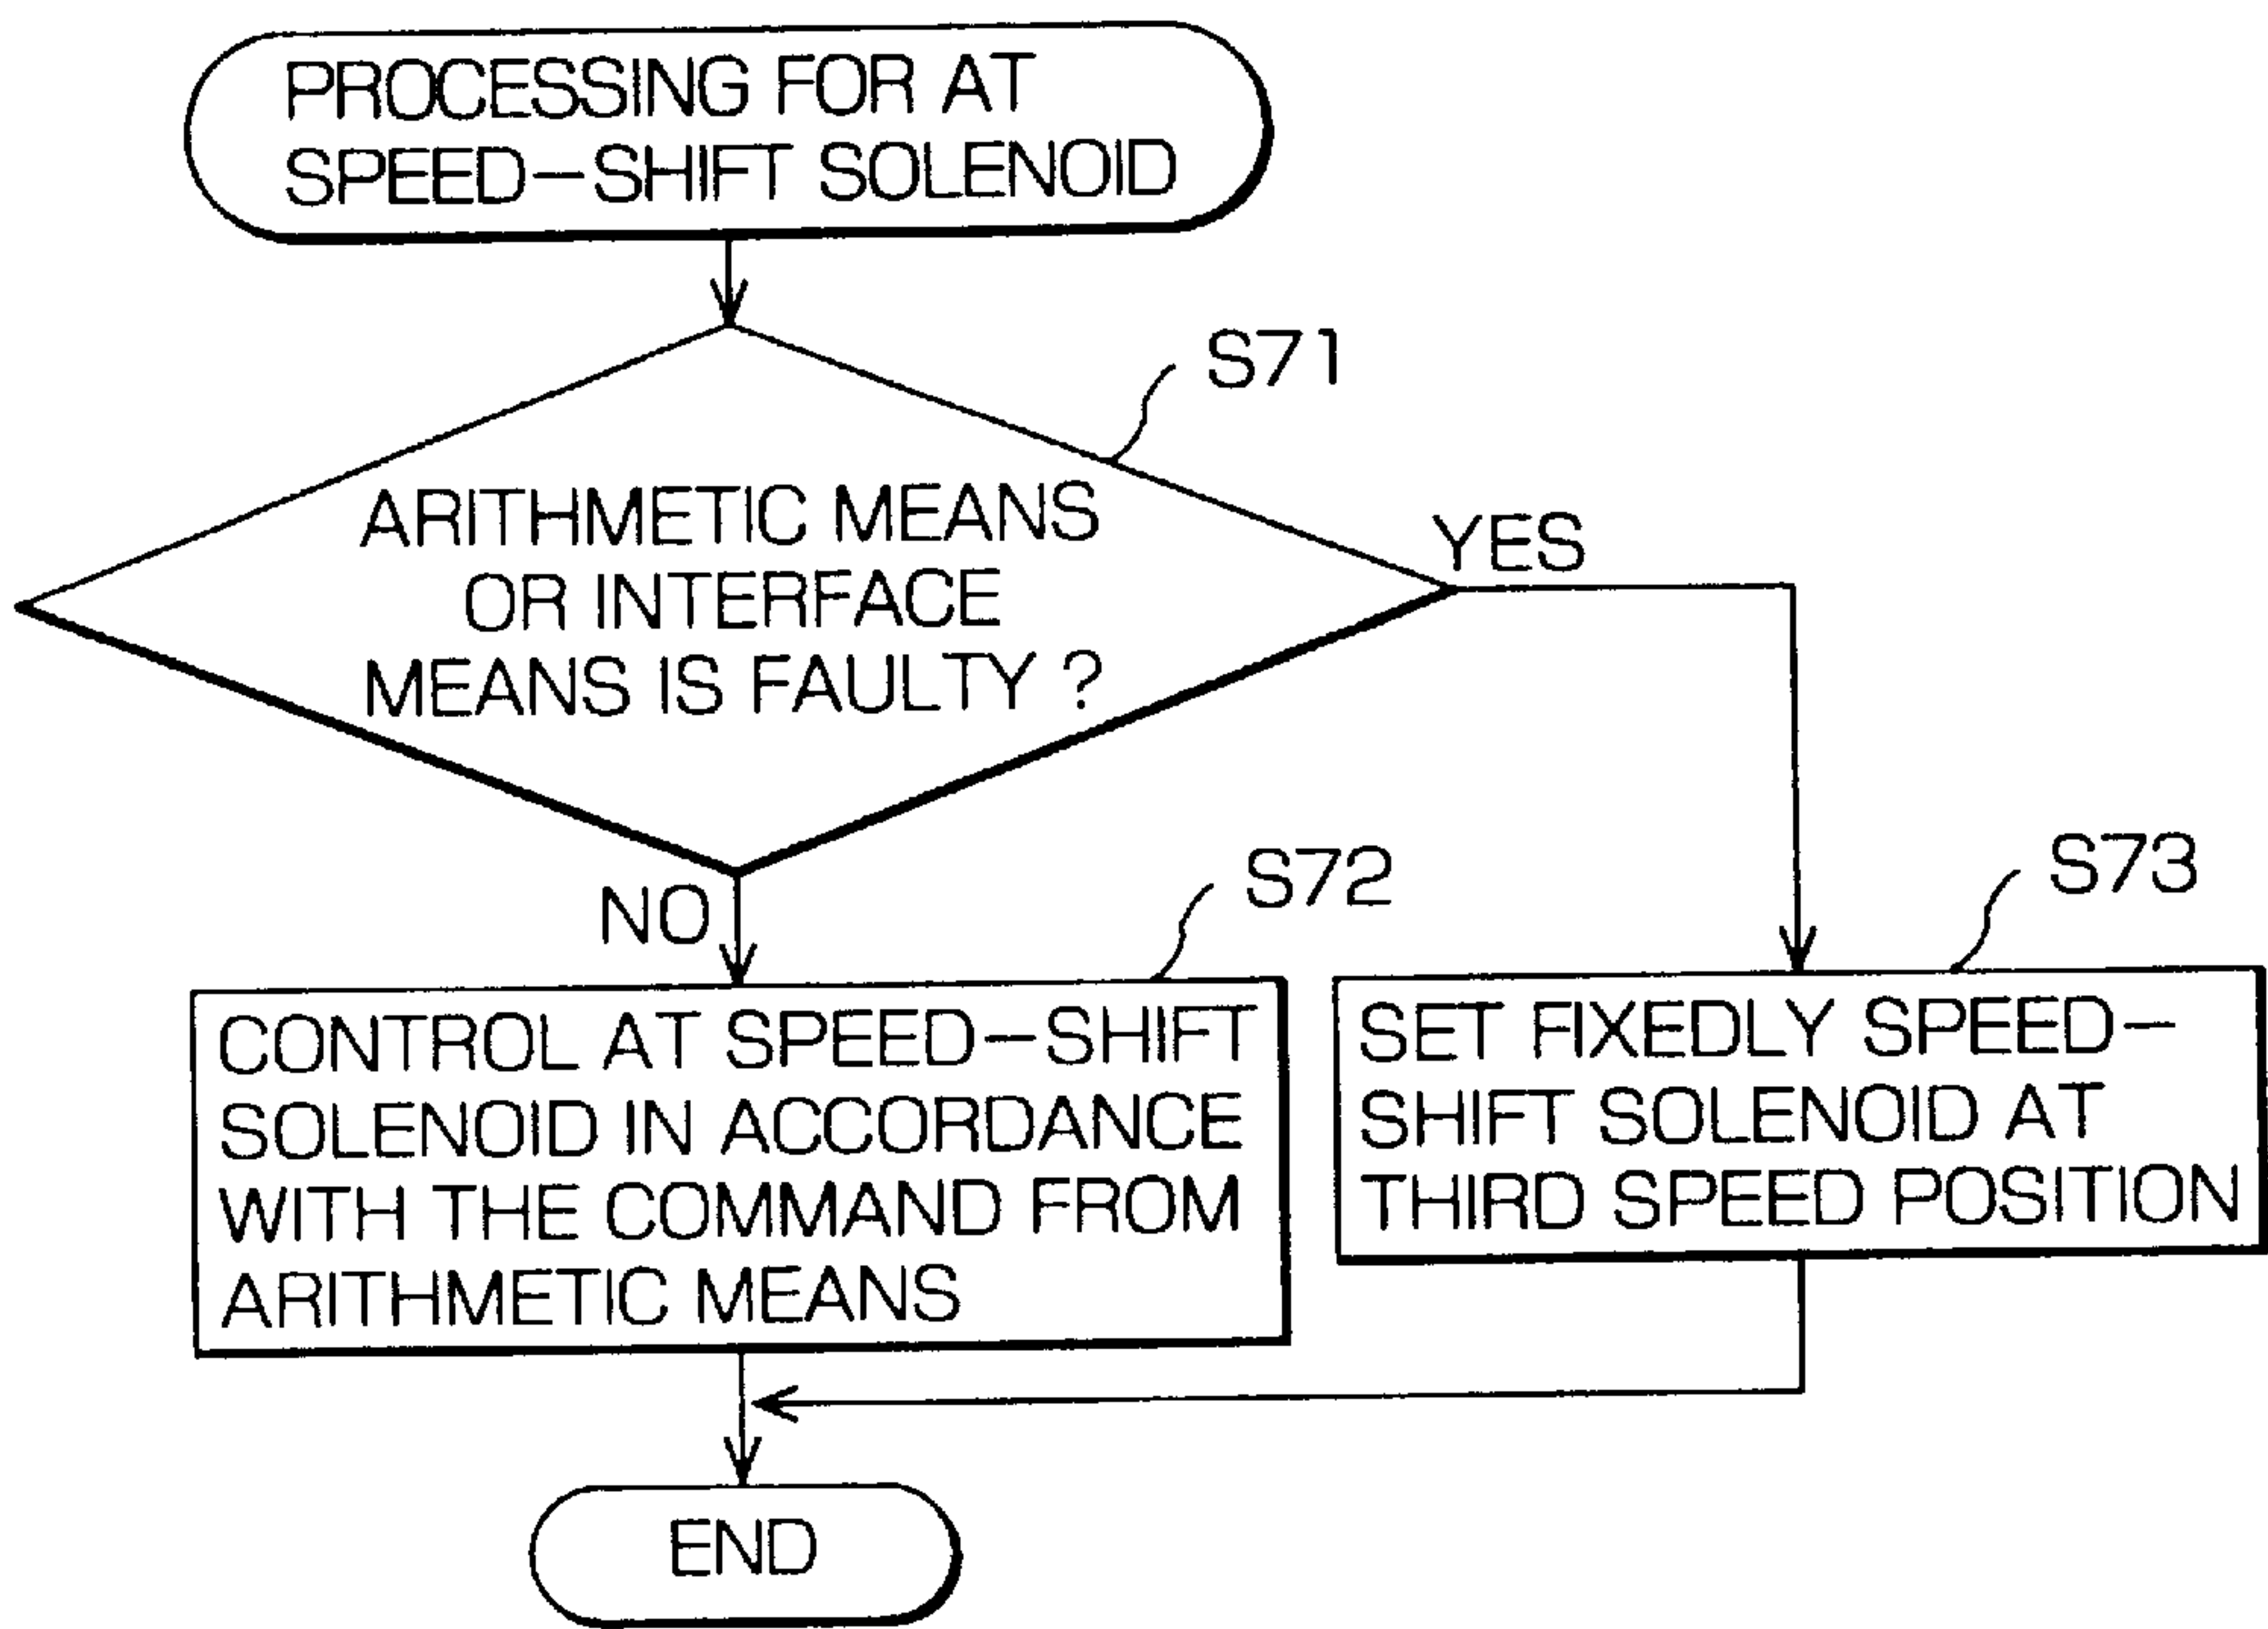 PROCESSING FOR AT
SPEED-SHIFT SOLENOID
S71
ARITHMETIC MEANS
OR INTERFACE
MEANS IS FAULTY ?
YES
NO
S72
CONTROL AT SPEED-SHIFT
SOLENOID IN ACCORDANCE
WITH THE COMMAND FROM
ARITHMETIC MEANS
S73
SET FIXEDLY SPEED-
SHIFT SOLENOID AT
THIRD SPEED POSITION
END